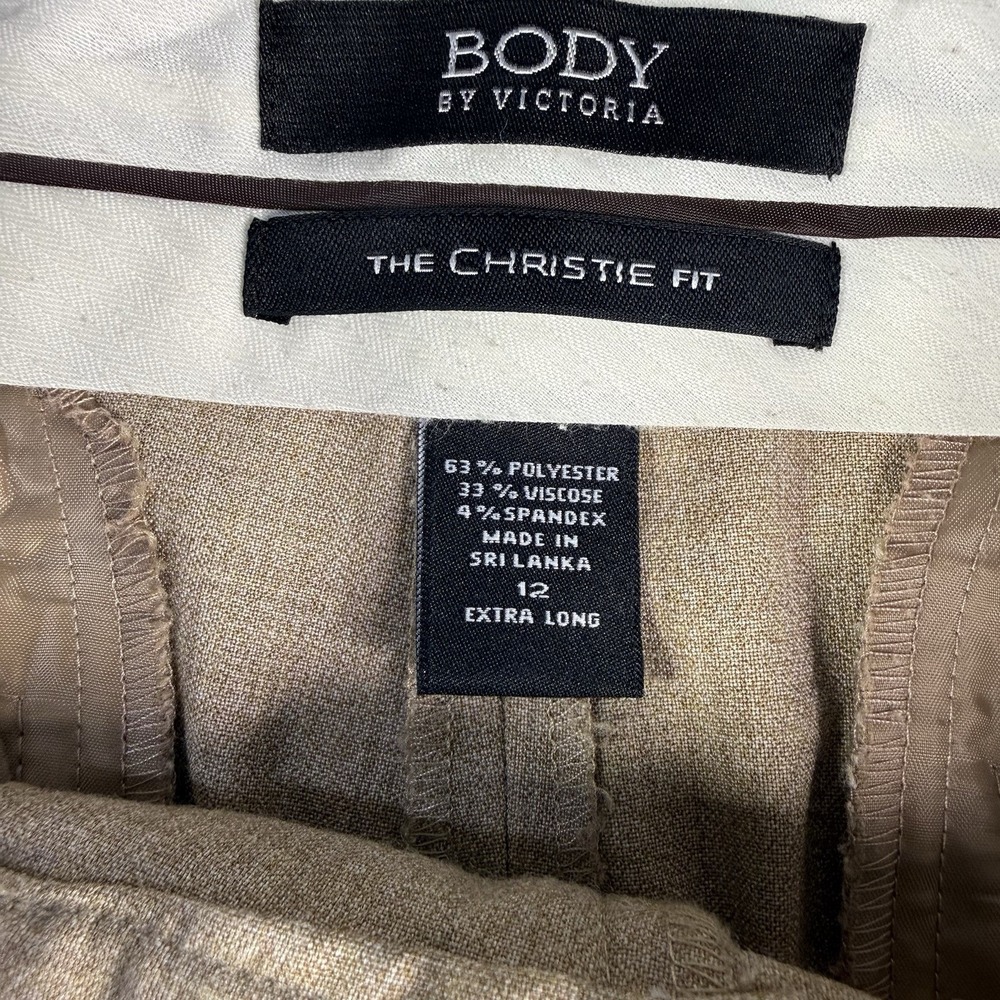 BODY
BY VICTORIA
THE CHRISTIE FIT
63 % POLYESTER
33 % VISCOSE
4 % SPANDEX
MADE IN
SRI LANKA
12
EXTRA LONG